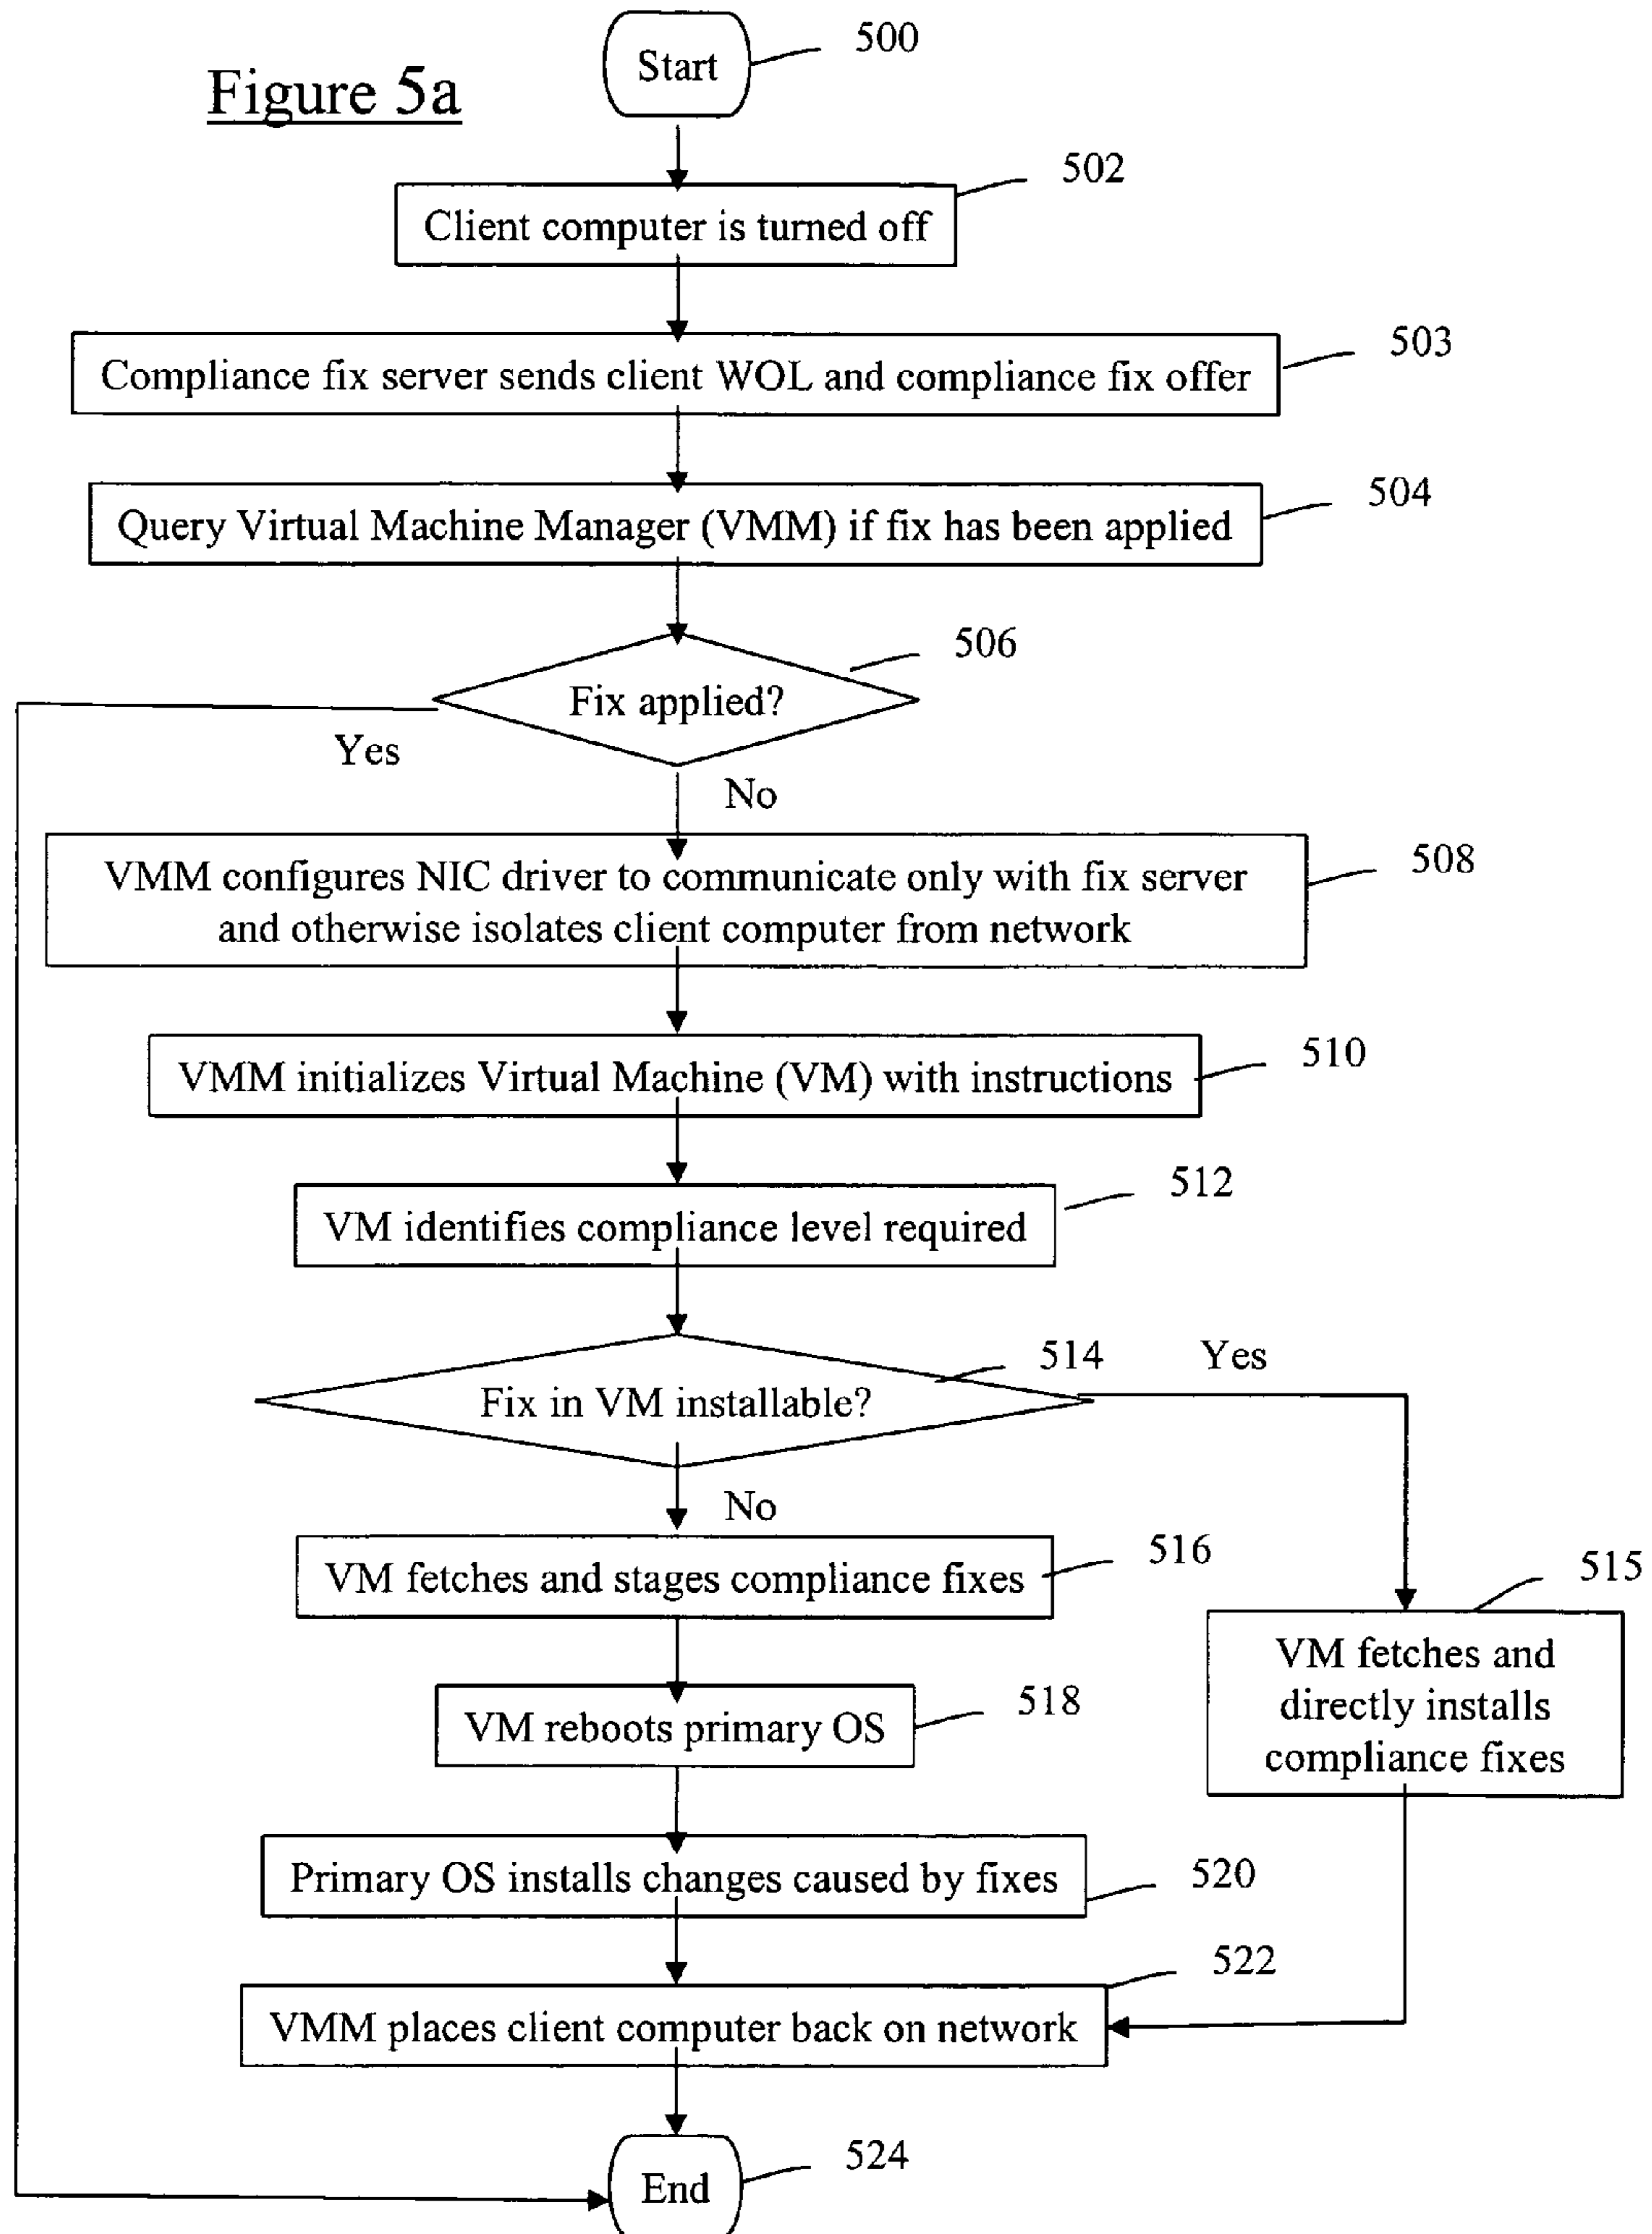 Figure 5a
Start
500
502
Client computer is turned off
503
Compliance fix server sends client WOL and compliance fix offer
504
Query Virtual Machine Manager (VMM) if fix has been applied
506
Fix applied?
Yes
No
508
VMM configures NIC driver to communicate only with fix server
and otherwise isolates client computer from network
510
VMM initializes Virtual Machine (VM) with instructions
512
VM identifies compliance level required
514
Yes
Fix in VM installable?
No
516
VM fetches and stages compliance fixes
515
VM fetches and
directly installs
compliance fixes
518
VM reboots primary OS
520
Primary OS installs changes caused by fixes
522
VMM places client computer back on network
524
End